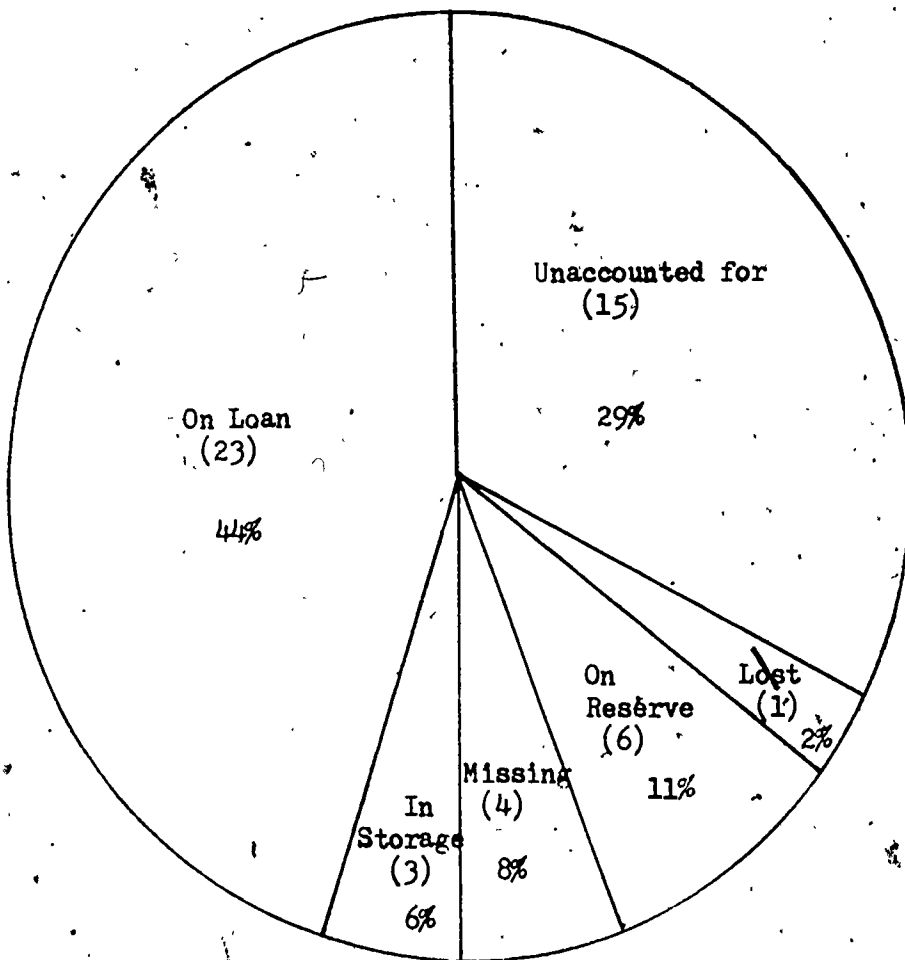 Unaccounted for
(15)
29%
On Loan
(23)
44%
Lost
(1)
2%
On
Reserve
(6)
11%
Missing
(4)
8%
In
Storage
(3)
6%